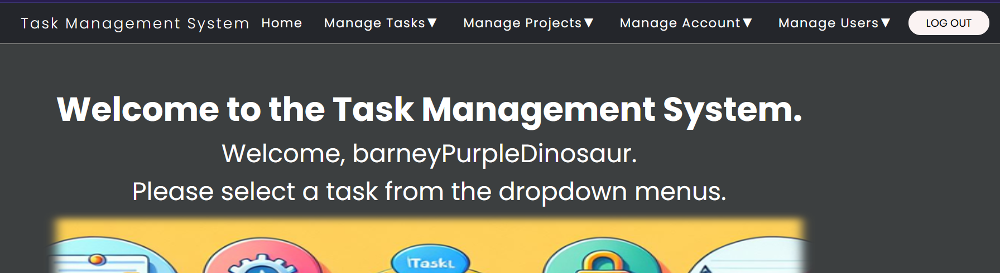 Task Management System Home Manage Tasks▼ Manage Projects▼ Manage Account▼ Manage Users▼ LOG OUT
Welcome to the Task Management System.
Welcome, barneyPurpleDinosaur.
Please select a task from the dropdown menus.